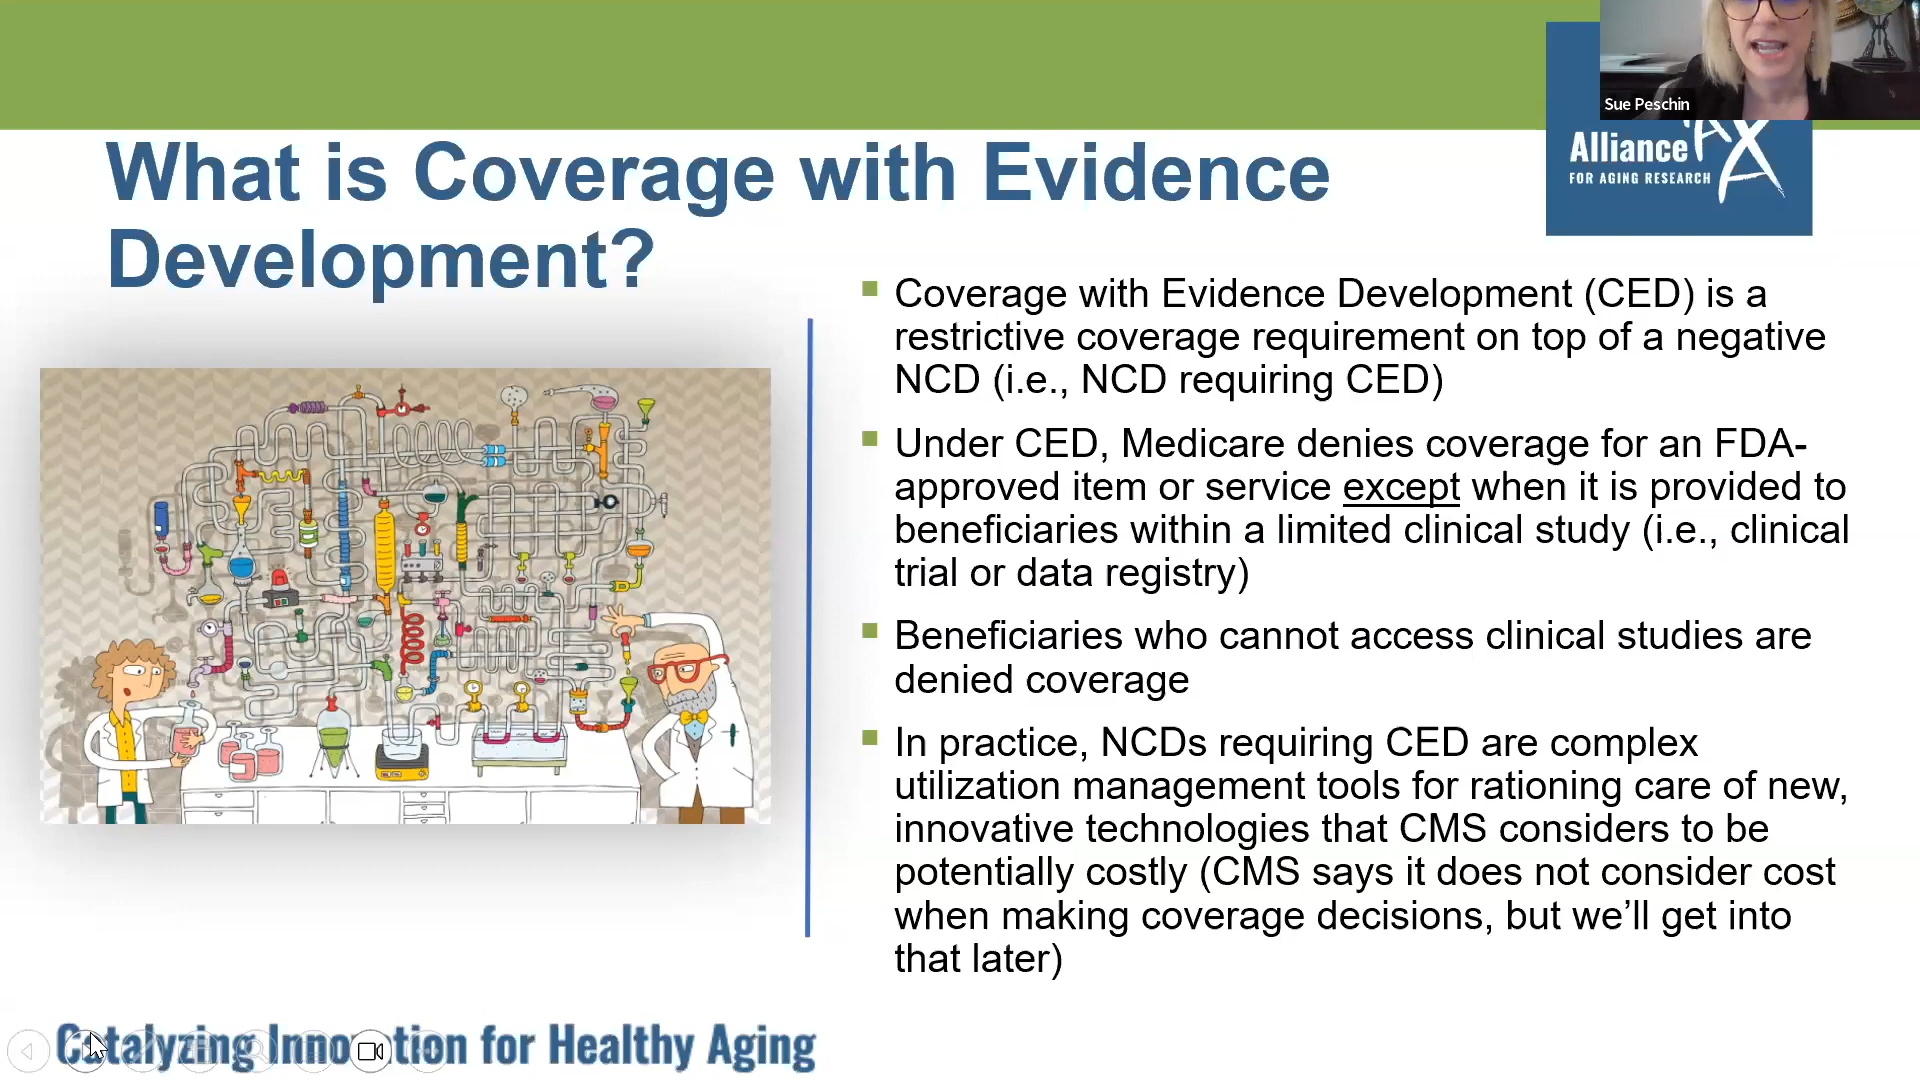 Sue Peschin
Alliance
FOR AGING RESEARCH
What is Coverage with Evidence
Development?
Coverage with Evidence Development (CED) is a
restrictive coverage requirement on top of a negative
NCD (i.e., NCD requiring CED)
Under CED, Medicare denies coverage for an FDA-
approved item or service except when it is provided to
beneficiaries within a limited clinical study (i.e., clinical
trial or data registry)
Beneficiaries who cannot access clinical studies are
denied coverage
In practice, NCDs requiring CED are complex
utilization management tools for rationing care of new,
innovative technologies that CMS considers to be
potentially costly (CMS says it does not consider cost
when making coverage decisions, but we’ll get into
that later)
Catalyzing Innovation for Healthy Aging